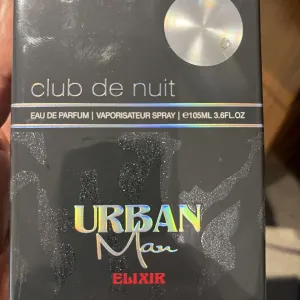 club de nuit
EAU DE PARFUM | VAPORISATEUR SPRAY | ℮105ML 3.6FL.OZ
URBAN
Man
ELIXIR